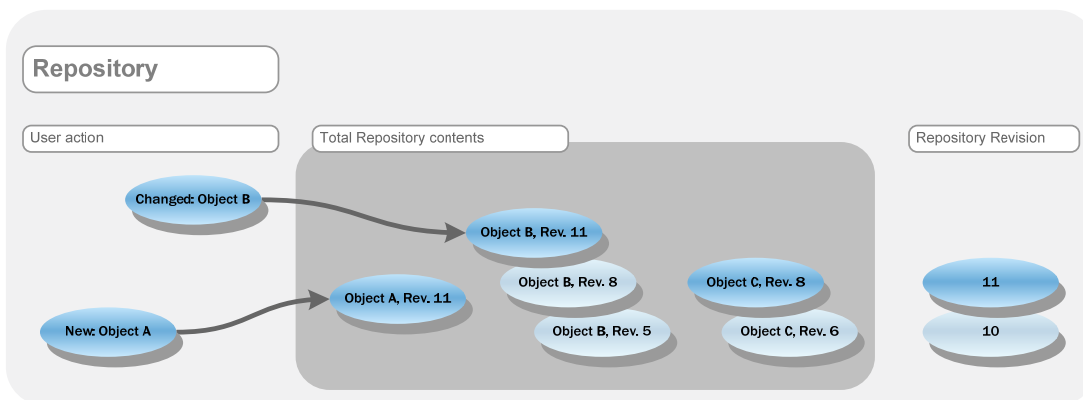 Repository
User action
Total Repository contents
Repository Revision
Changed: Object B
Object B, Rev. 11
Object B, Rev. 8
Object C, Rev. 8
11
Object A, Rev. 11
New: Object A
Object B, Rev. 5
Object C, Rev. 6
10